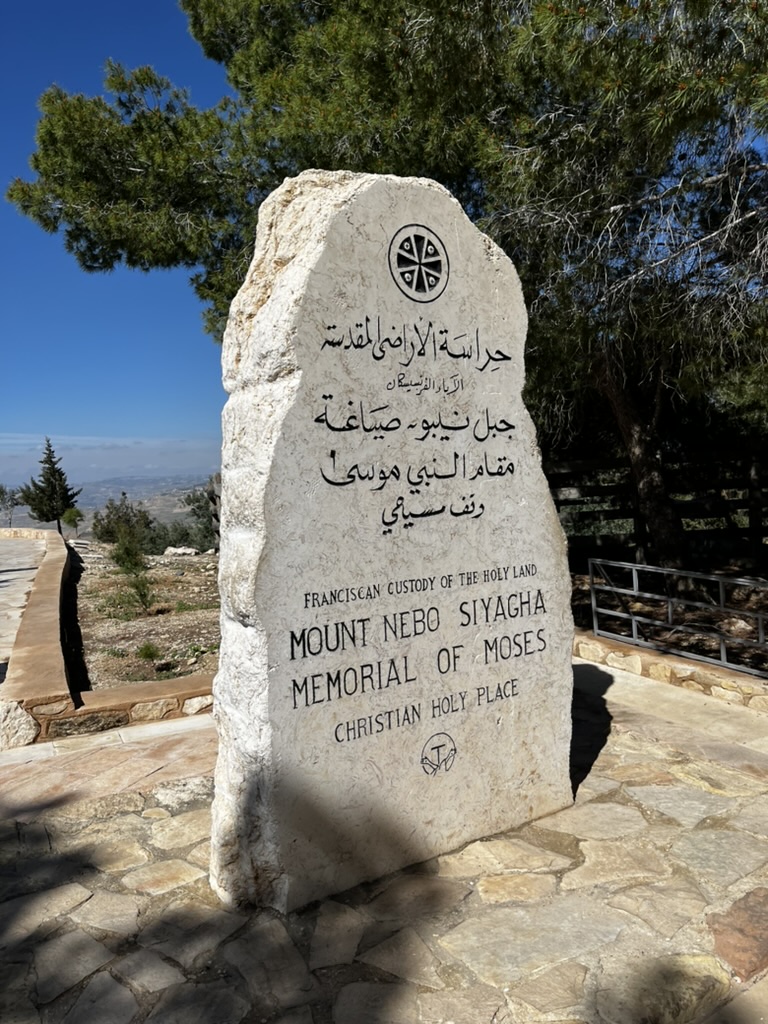 حراسة الاراضي المقدسة
الآباء الفرنسيسكان
جبل نيبو صياغة
مقام النبي موسى
وقف مسيحي
FRANCISCAN CUSTODY OF THE HOLY LAND
MOUNT NEBO SIYAGHA
MEMORIAL OF MOSES
CHRISTIAN HOLY PLACE